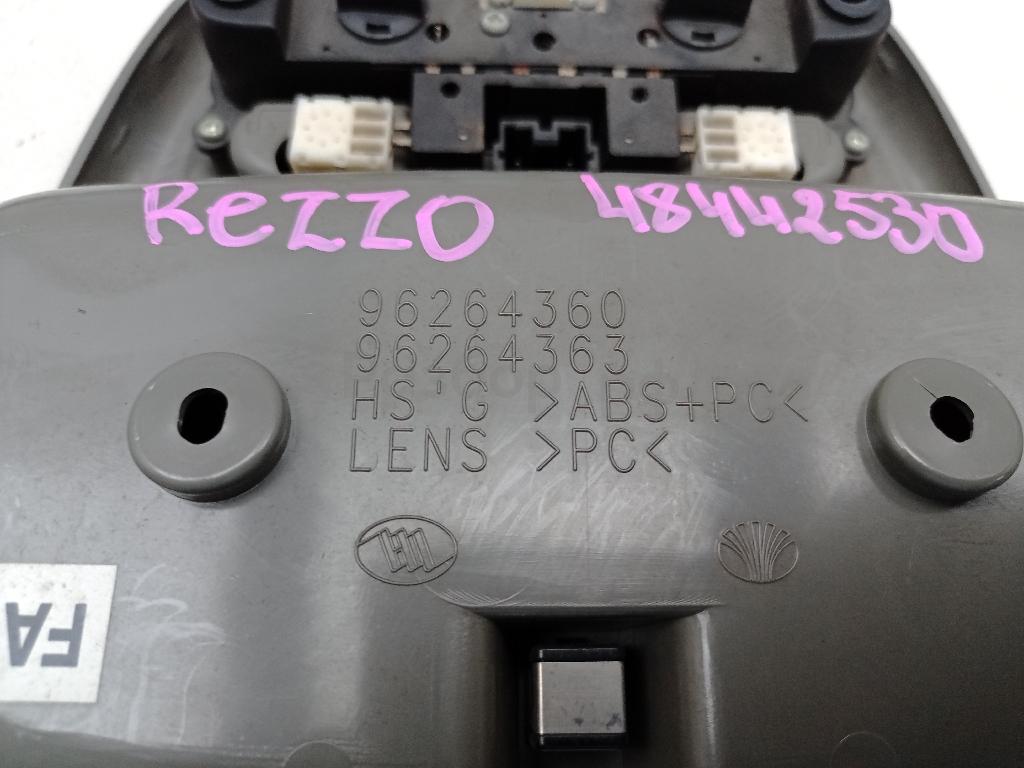 REZZO 48442530
96264360
96264363
HS'G >ABS+PC<
LENS >PC<
FA